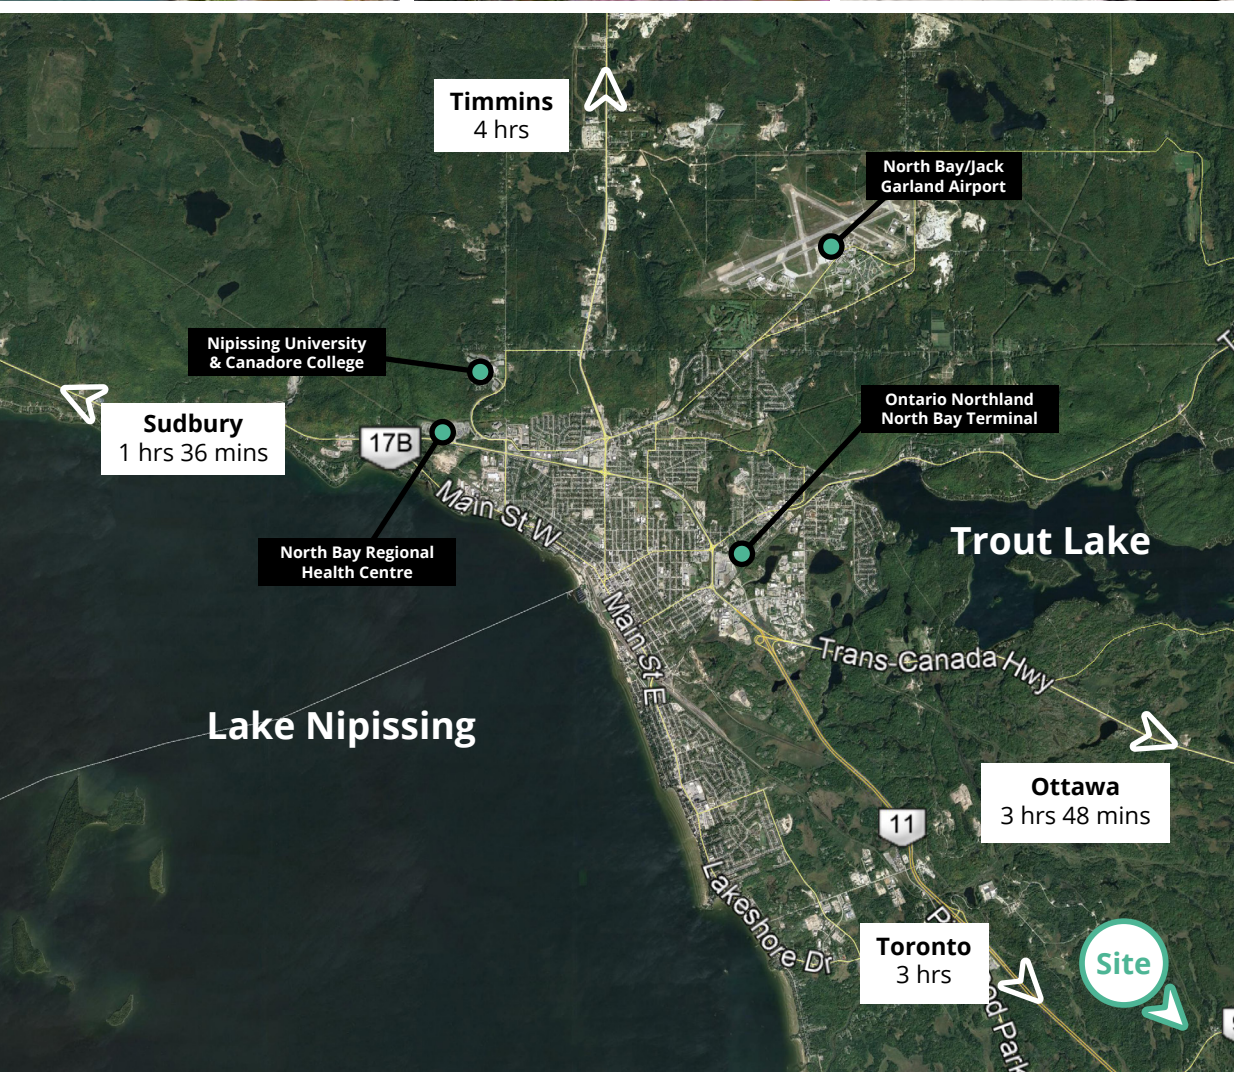 Timmins
4 hrs
North Bay/Jack
Garland Airport
Nipissing University
& Canadore College
Sudbury
1 hrs 36 mins
17B
Ontario Northland
North Bay Terminal
Main St W
Trout Lake
North Bay Regional
Health Centre
Main St E
Trans-Canada Hwy
Lake Nipissing
Ottawa
3 hrs 48 mins
11
Lakeshore Dr
Toronto
3 hrs
Site